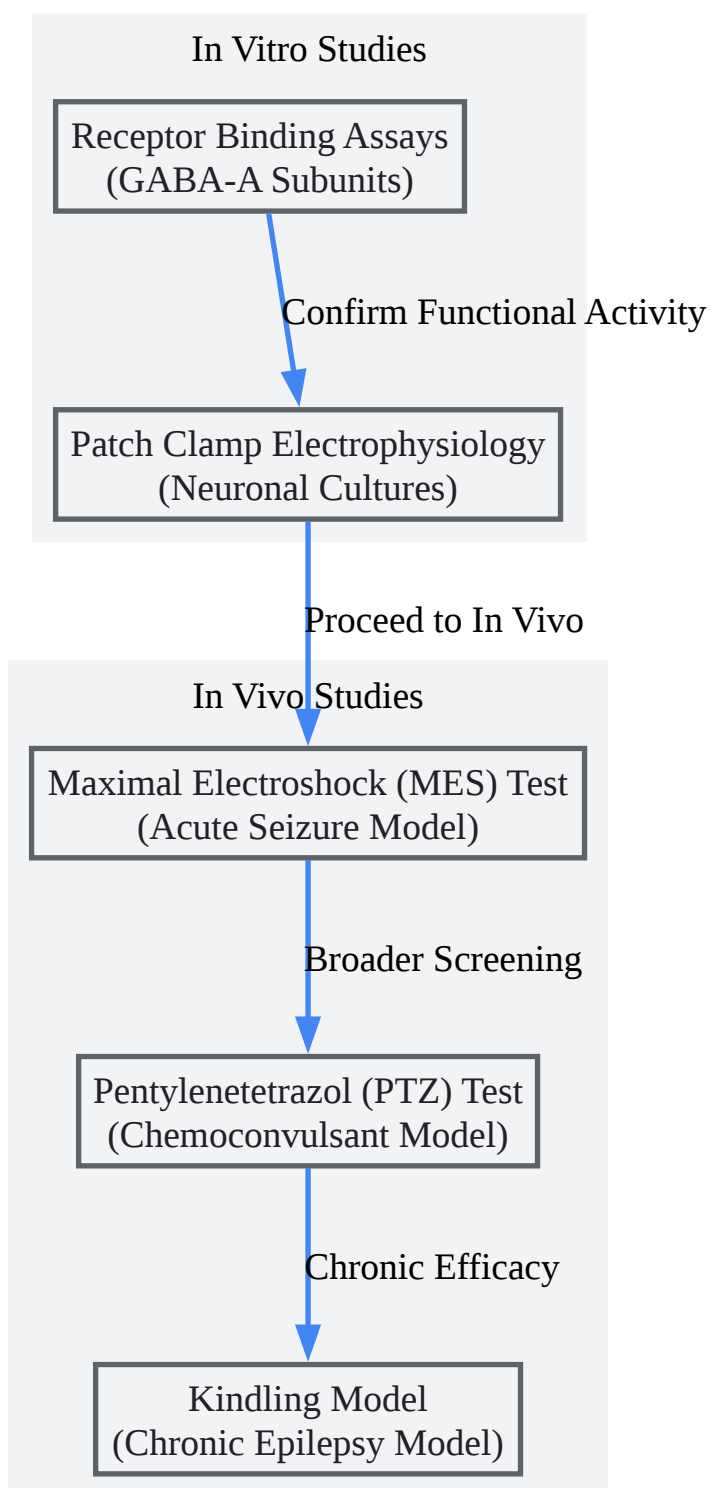 In Vitro Studies
Receptor Binding Assays
(GABA-A Subunits)
Confirm Functional Activity
Patch Clamp Electrophysiology
(Neuronal Cultures)
Proceed to In Vivo
In Vivo Studies
Maximal Electroshock (MES) Test
(Acute Seizure Model)
Broader Screening
Pentylenetetrazol (PTZ) Test
(Chemoconvulsant Model)
Chronic Efficacy
Kindling Model
(Chronic Epilepsy Model)